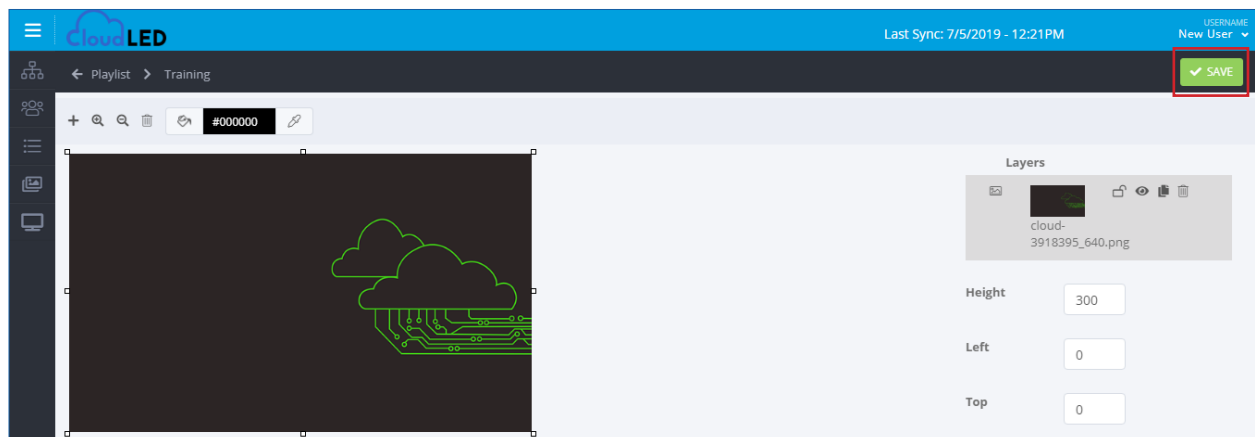 CloudLED
Last Sync: 7/5/2019 - 12:21PM
USERNAME
New User
Playlist
Training
SAVE
#000000
Layers
cloud-
3918395_640.png
Height
300
Left
0
Top
0